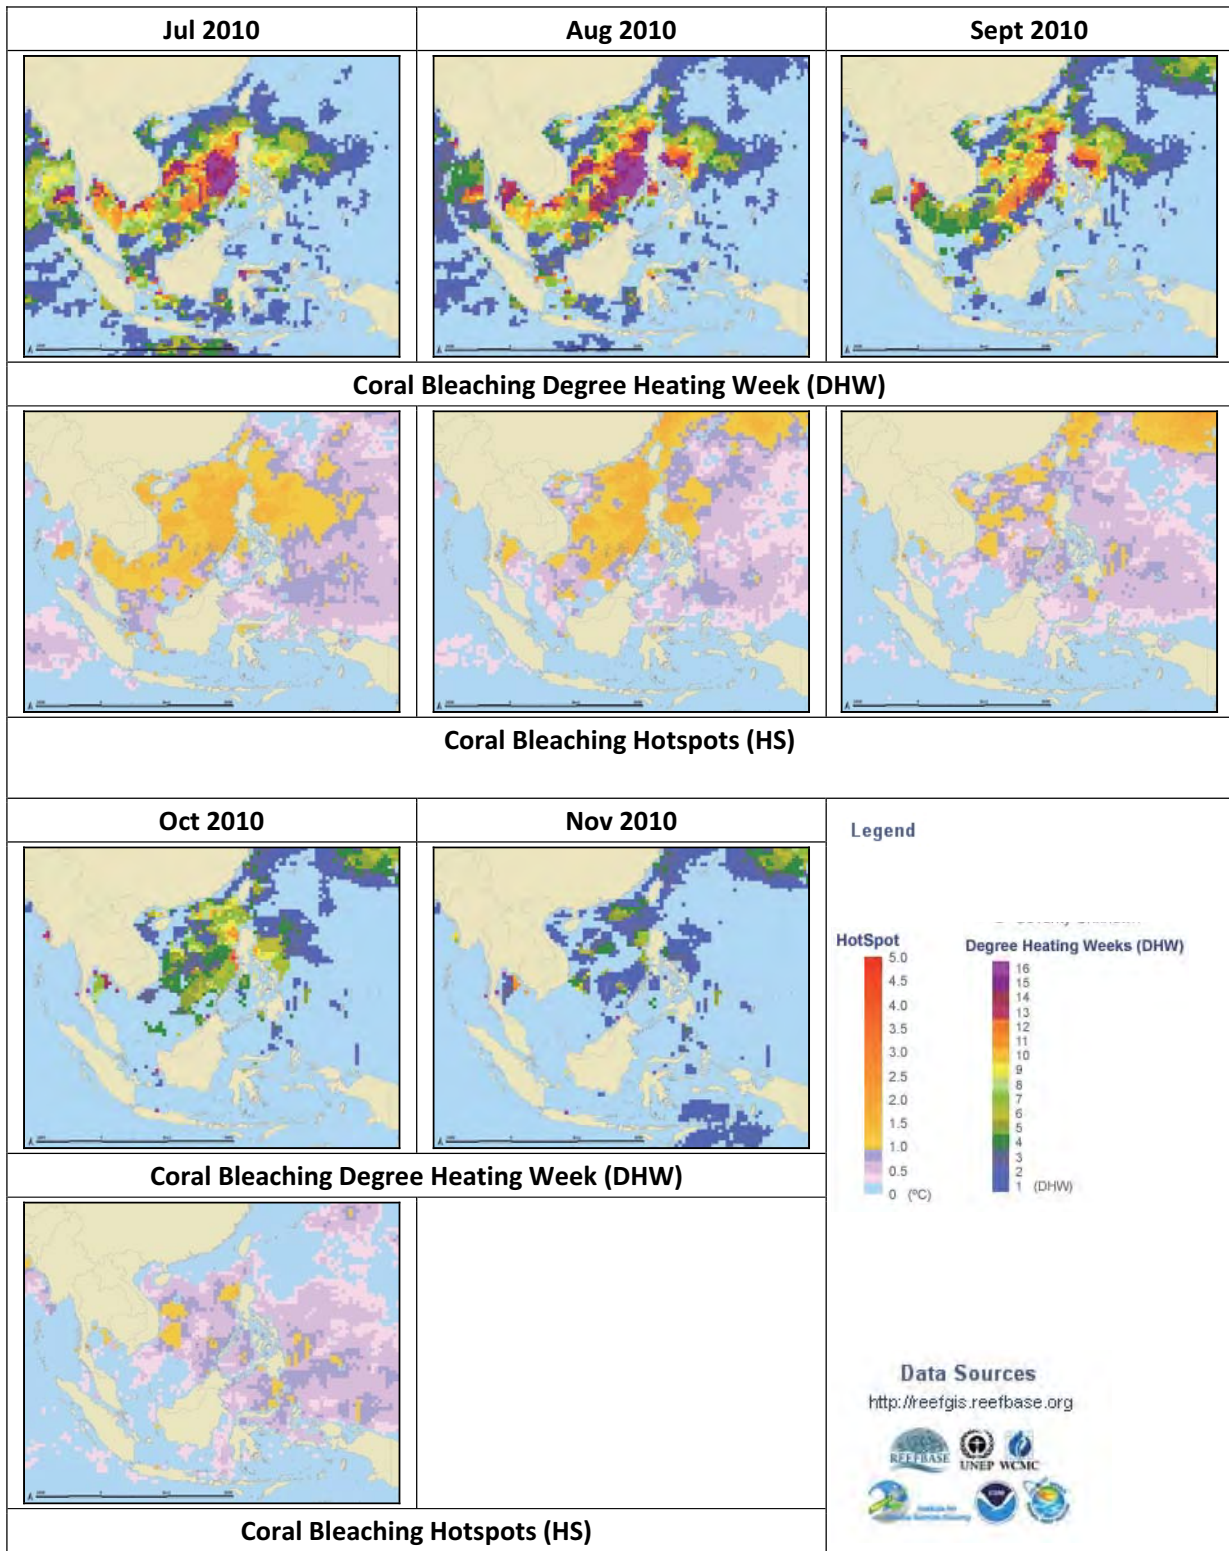 Jul 2010
Aug 2010
Sept 2010
Coral Bleaching Degree Heating Week (DHW)
Coral Bleaching Hotspots (HS)
Oct 2010
Nov 2010
Legend
HotSpot
5.0
4.5
4.0
3.5
3.0
2.5
2.0
1.5
1.0
0.5
0 (ºC)
Degree Heating Weeks (DHW)
16
15
14
13
12
11
10
9
8
7
6
5
4
3
2
1 (DHW)
Coral Bleaching Degree Heating Week (DHW)
Coral Bleaching Hotspots (HS)
Data Sources
http://reefgis.reefbase.org
REEFBASE
UNEP WCMC